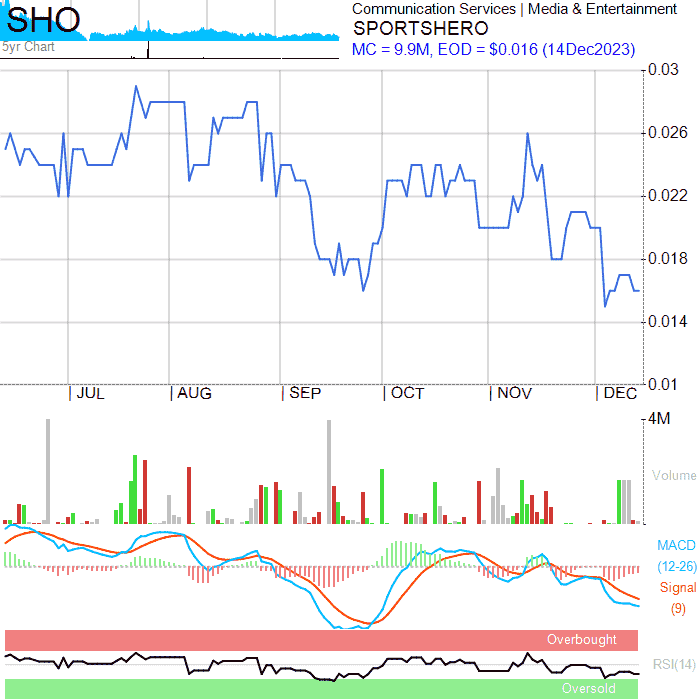 SHO
5yr Chart
Communication Services | Media & Entertainment
SPORTSHERO
MC = 9.9M, EOD = $0.016 (14Dec2023)
0.03
0.026
0.022
0.018
0.014
0.01
JUL AUG SEP OCT NOV DEC
4M
Volume
MACD
(12-26)
Signal
(9)
Overbought
RSI(14)
Oversold